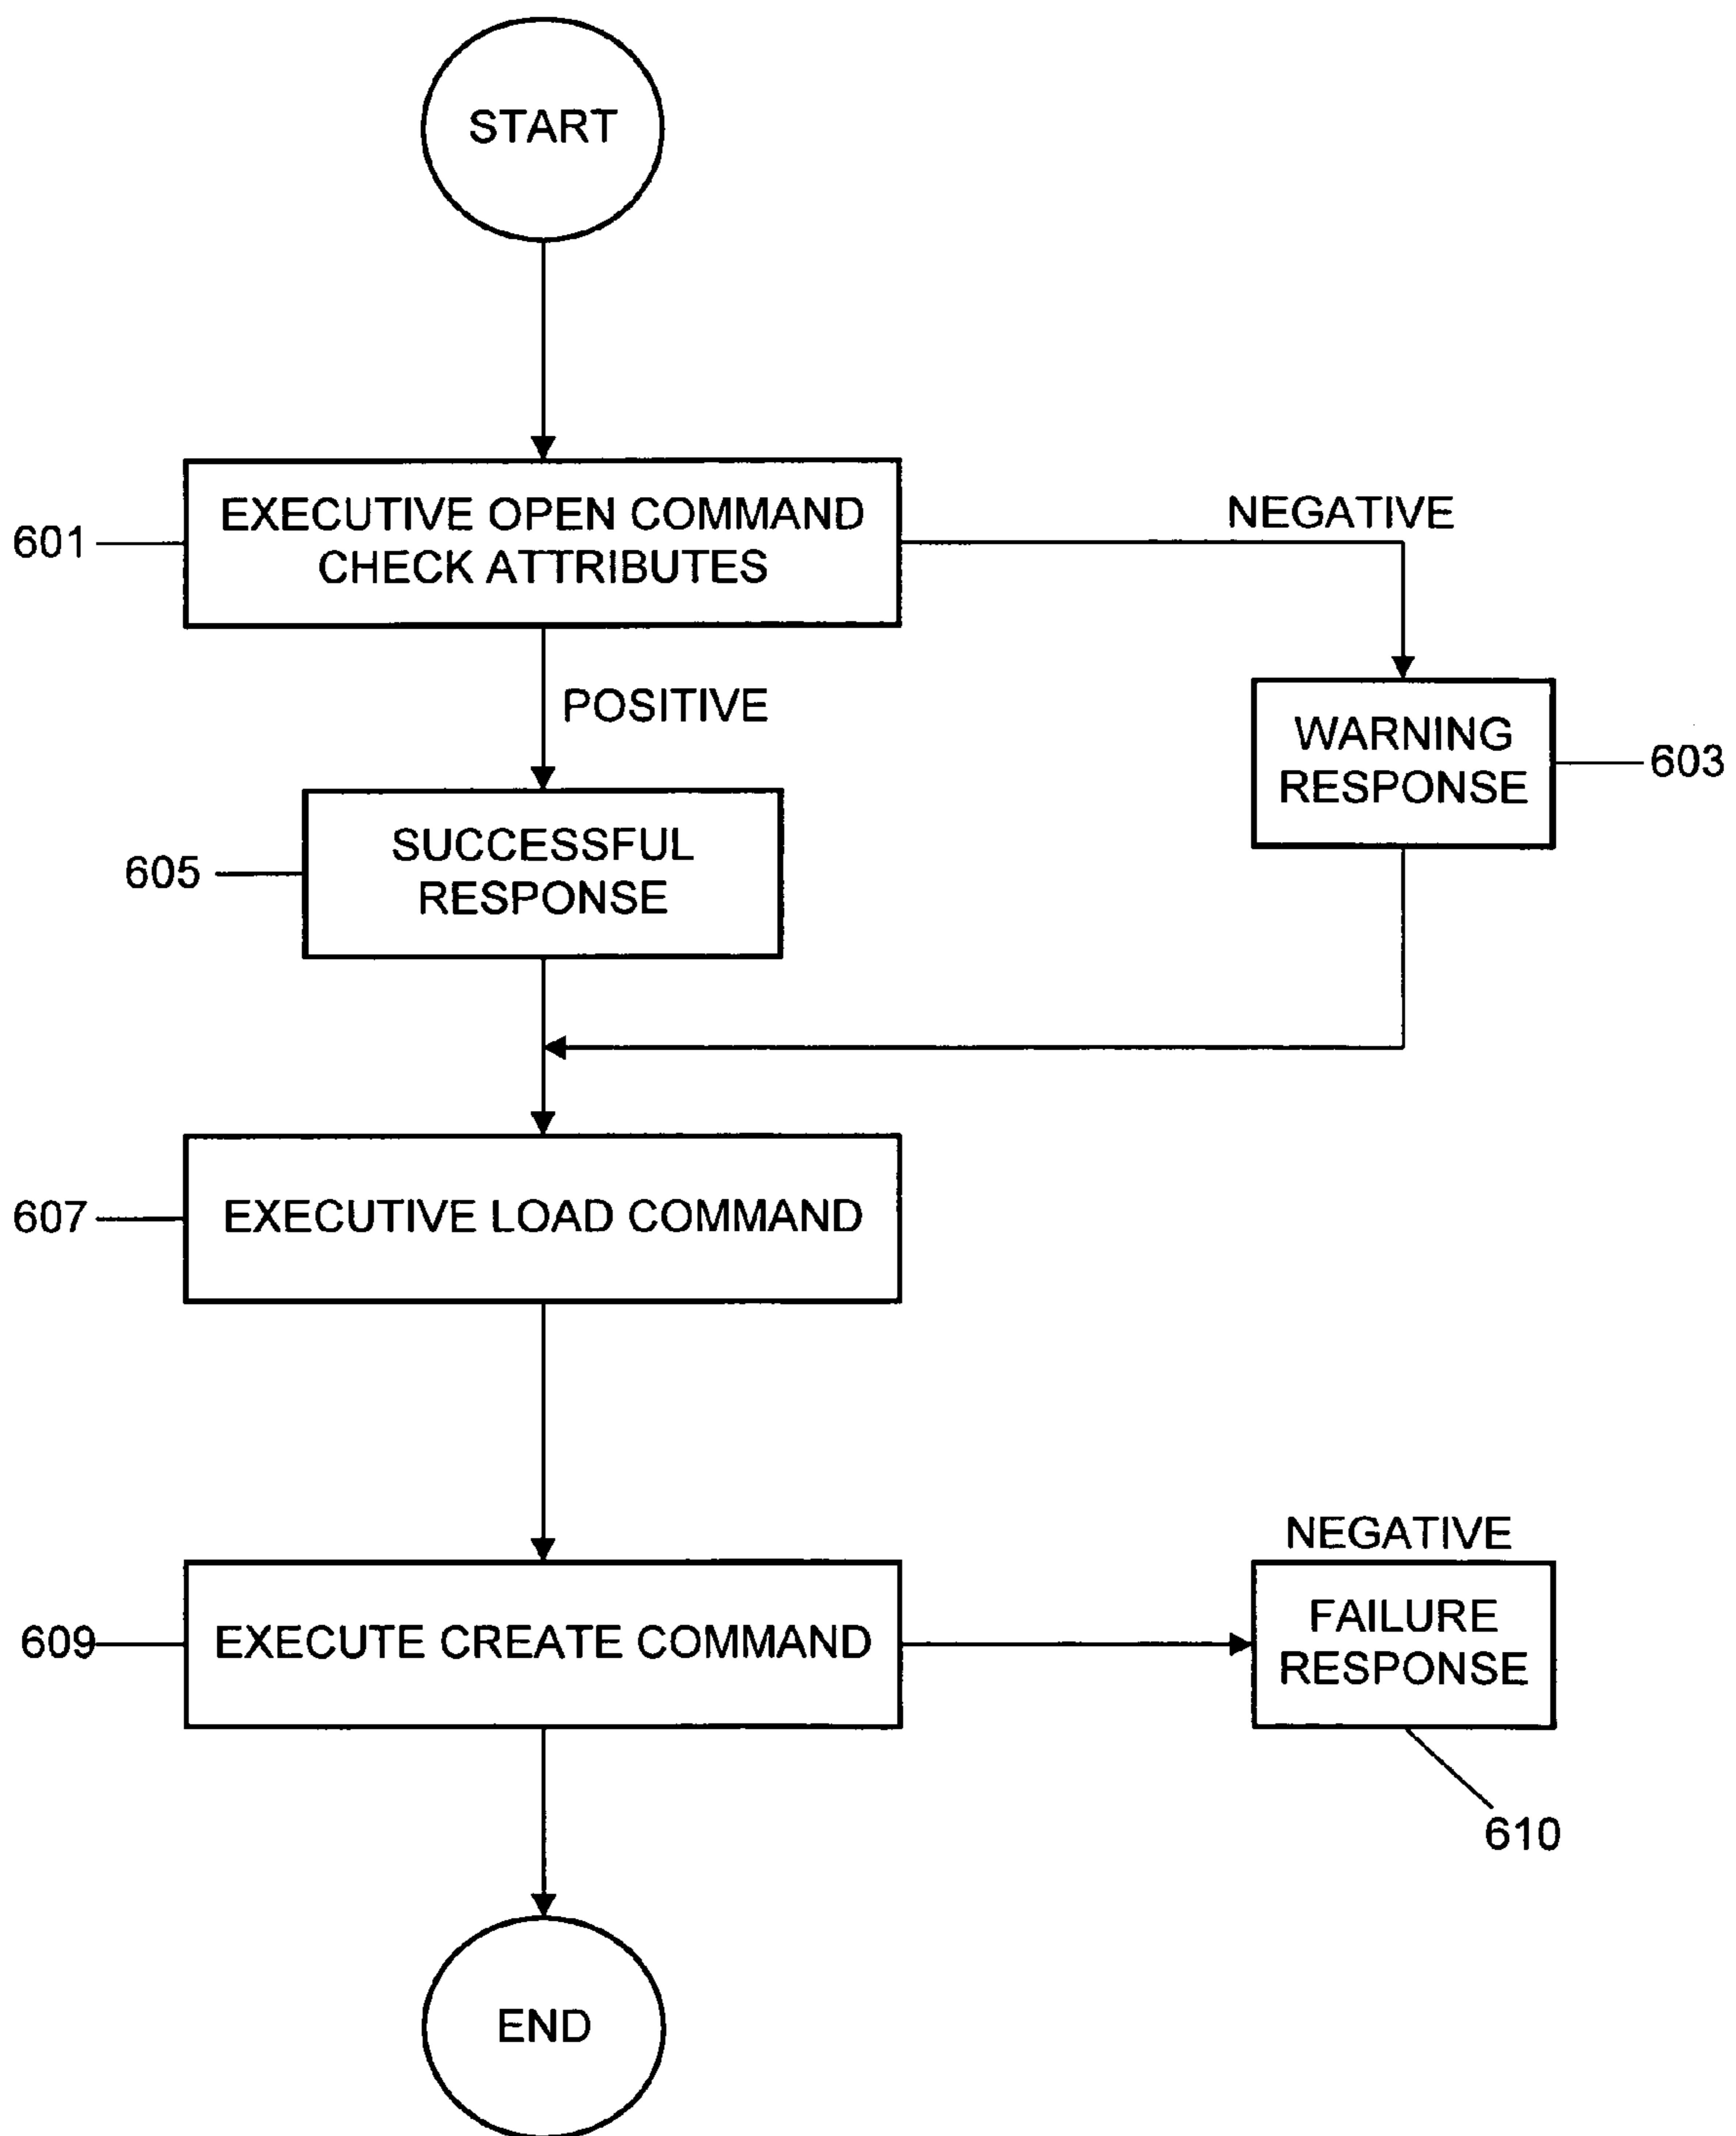 START
EXECUTIVE OPEN COMMAND
CHECK ATTRIBUTES
601
NEGATIVE
POSITIVE
WARNING
RESPONSE
603
SUCCESSFUL
RESPONSE
605
EXECUTIVE LOAD COMMAND
607
NEGATIVE
EXECUTE CREATE COMMAND
609
FAILURE
RESPONSE
610
END